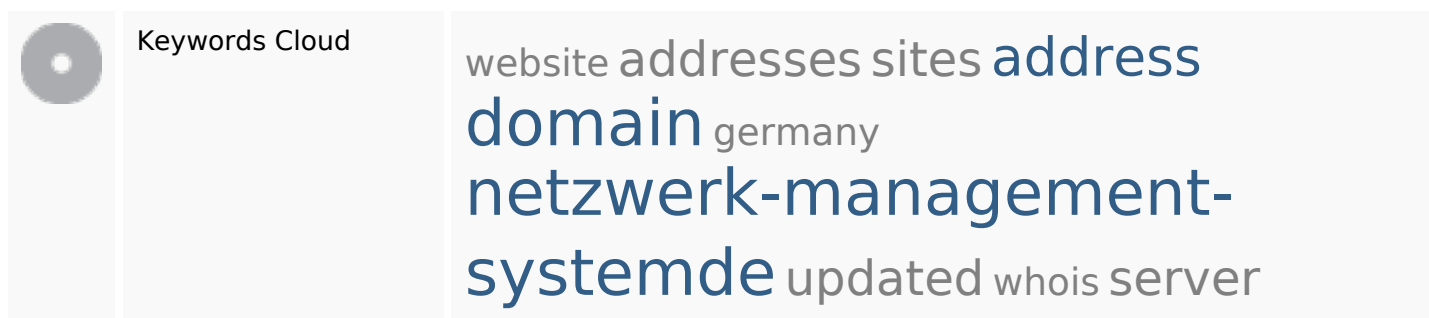 Keywords Cloud
website addresses sites address
domain germany
netzwerk-management-
systemde updated whois server